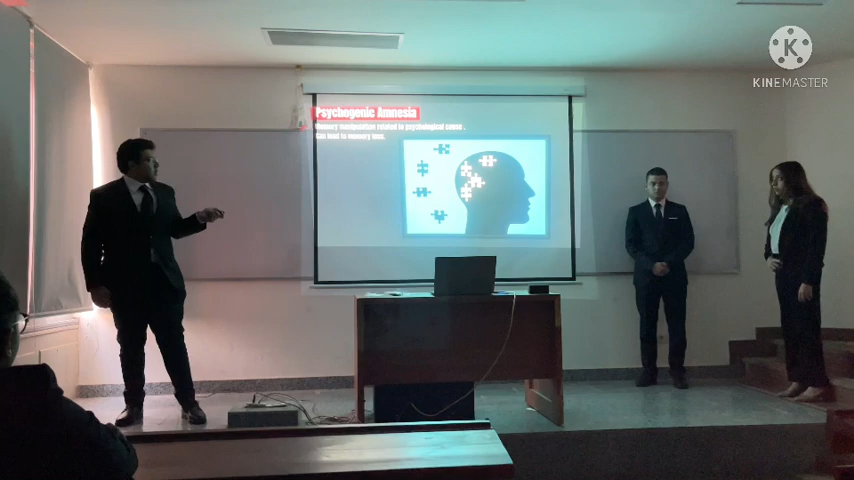 Psychogenic Amnesia
Memory manipulation related to psychological cause .
Can lead to memory loss.
K
KINEMASTER